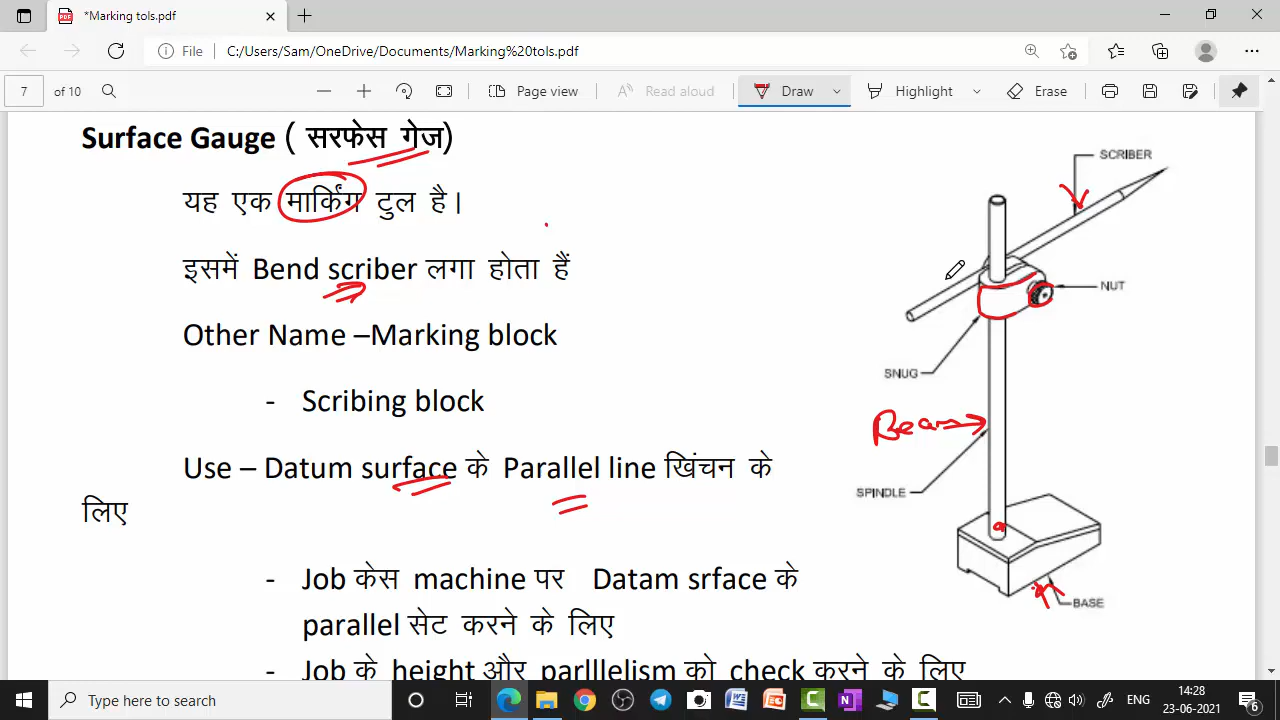 *Marking tols.pdf
File
C:/Users/Sam/OneDrive/Documents/Marking%20tols.pdf
7 of 10
Page view
Read aloud
Draw
Highlight
Erase
Surface Gauge ( सरफेस गेज)
यह एक मार्किंग टुल है।
इसमें Bend scriber लगा होता हैं
Other Name –Marking block
- Scribing block
Use – Datum surface के Parallel line खिंचन के
लिए
- Job केस machine पर Datam srface के
parallel सेट करने के लिए
- Job के height और parlllelism को check करने के लिए
SCRIBER
NUT
SNUG
Beam
SPINDLE
BASE
Type here to search
ENG
14:28
23-06-2021
6